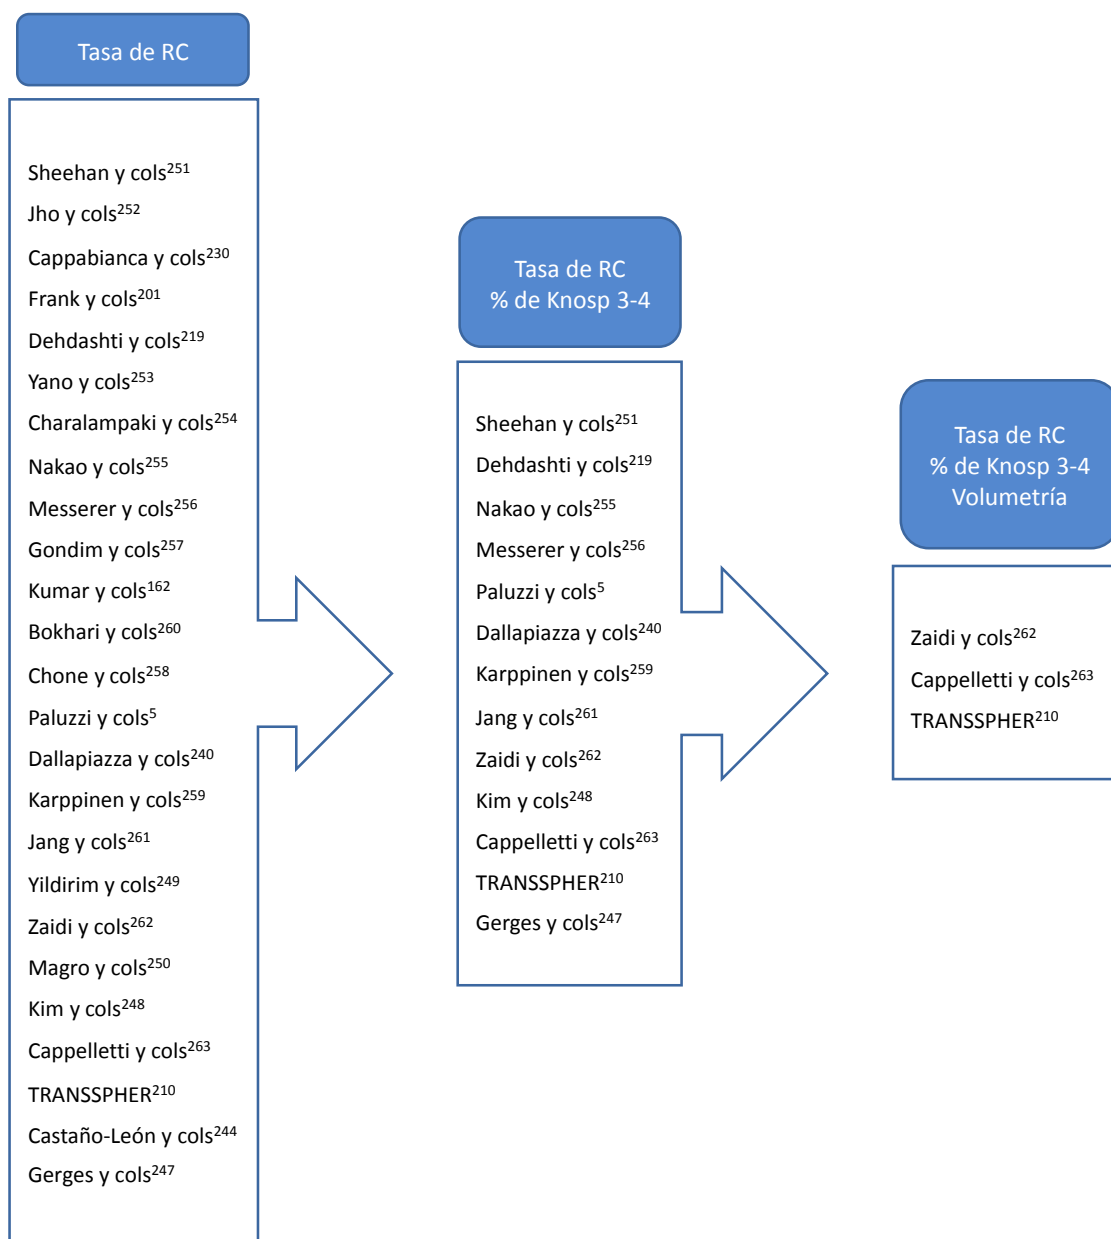 Tasa de RC
Sheehan y cols251
Jho y cols252
Cappabianca y cols230
Frank y cols201
Dehdashti y cols219
Yano y cols253
Charalampaki y cols254
Nakao y cols255
Messerer y cols256
Gondim y cols257
Kumar y cols162
Bokhari y cols260
Chone y cols258
Paluzzi y cols5
Dallapiazza y cols240
Karppinen y cols259
Jang y cols261
Yildirim y cols249
Zaidi y cols262
Magro y cols250
Kim y cols248
Cappelletti y cols263
TRANSSPHER210
Castaño-León y cols244
Gerges y cols247
Tasa de RC
% de Knosp 3-4
Sheehan y cols251
Dehdashti y cols219
Nakao y cols255
Messerer y cols256
Paluzzi y cols5
Dallapiazza y cols240
Karppinen y cols259
Jang y cols261
Zaidi y cols262
Kim y cols248
Cappelletti y cols263
TRANSSPHER210
Gerges y cols247
Tasa de RC
% de Knosp 3-4
Volumetría
Zaidi y cols262
Cappelletti y cols263
TRANSSPHER210